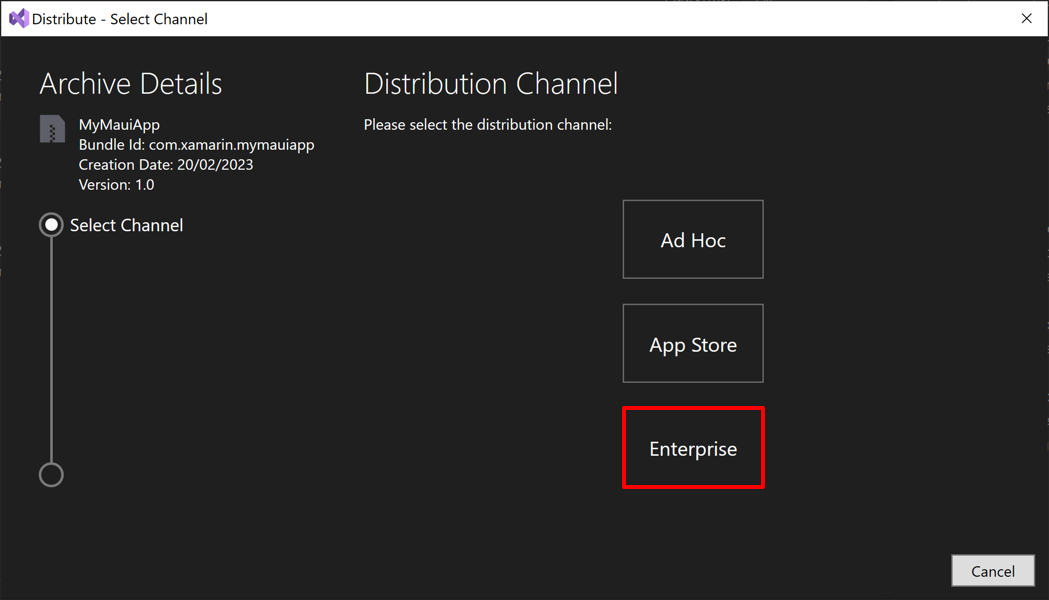 Distribute - Select Channel
Archive Details
MyMauiApp
Bundle Id: com.xamarin.mymauiapp
Creation Date: 20/02/2023
Version: 1.0
Select Channel
Distribution Channel
Please select the distribution channel:
Ad Hoc
App Store
Enterprise
Cancel